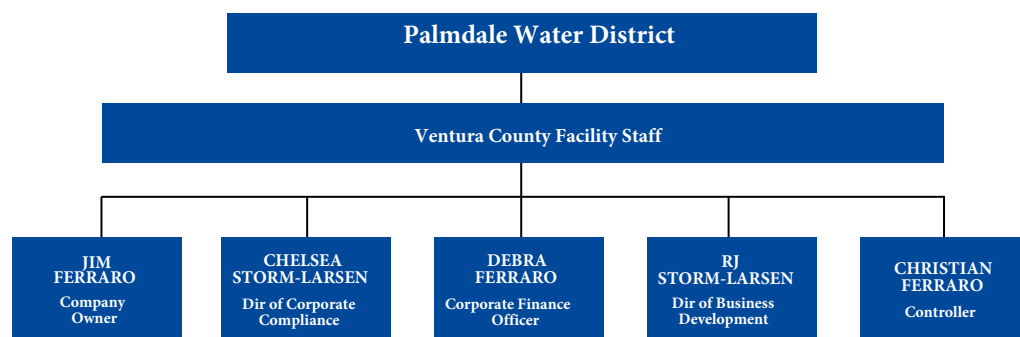 Palmdale Water District
Ventura County Facility Staff
JIM
FERRARO
Company
Owner
CHELSEA
STORM-LARSEN
Dir of Corporate
Compliance
DEBRA
FERRARO
Corporate Finance
Officer
RJ
STORM-LARSEN
Dir of Business
Development
CHRISTIAN
FERRARO
Controller